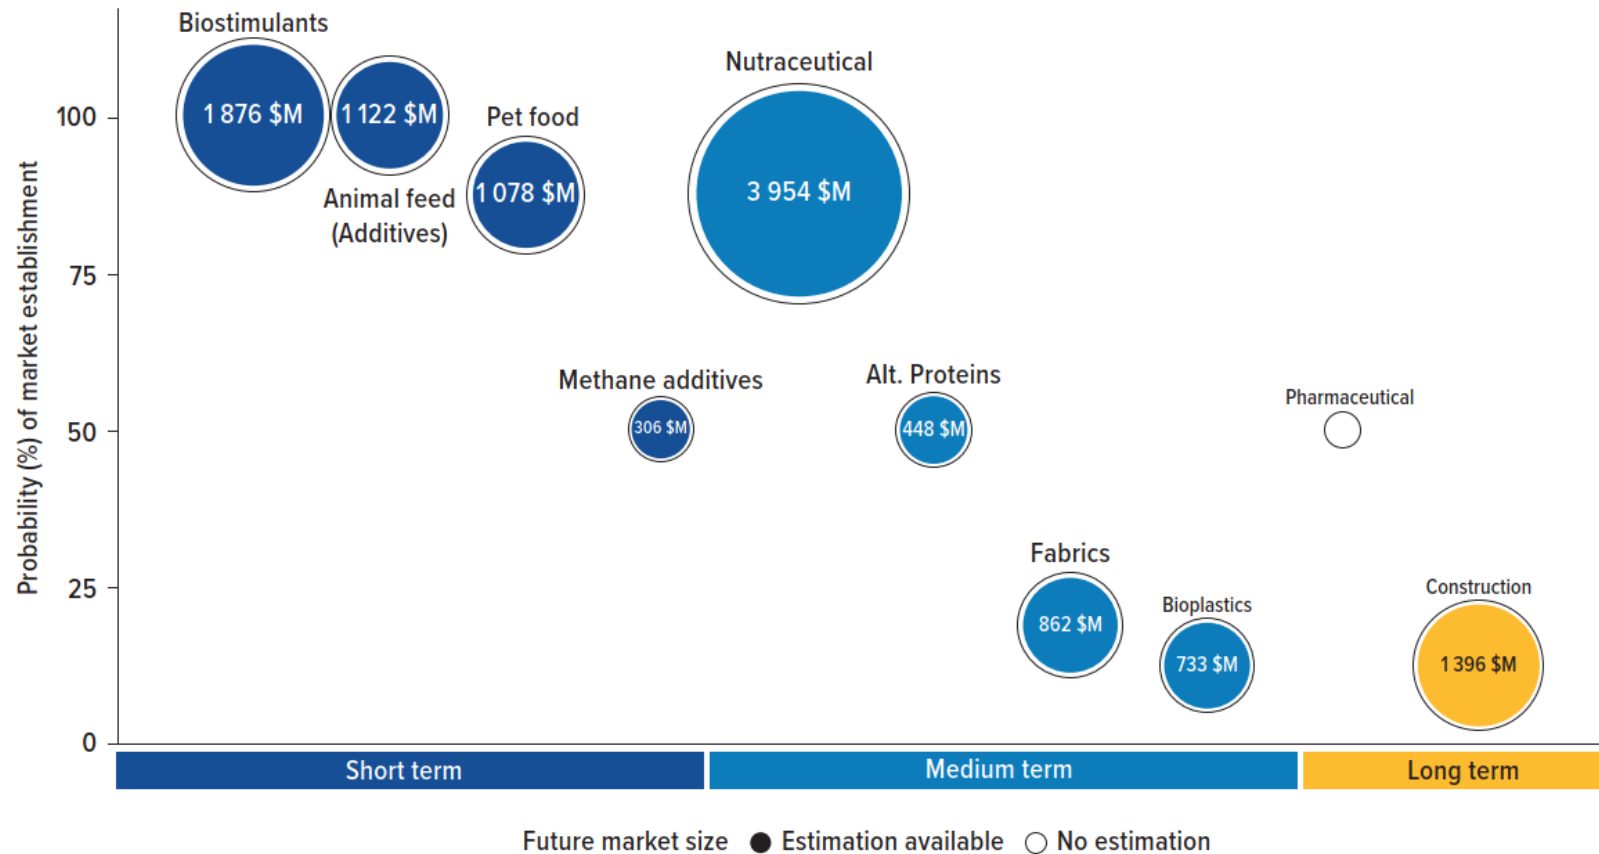 Biostimulants
1 876 $M
1 122 $M
Animal feed
(Additives)
Pet food
1 078 $M
Nutraceutical
3 954 $M
Methane additives
306 $M
Alt. Proteins
448 $M
Pharmaceutical
Fabrics
862 $M
Bioplastics
733 $M
Construction
1 396 $M
Probability (%) of market establishment
100
75
50
25
0
Short term
Medium term
Long term
Future market size
Estimation available
No estimation